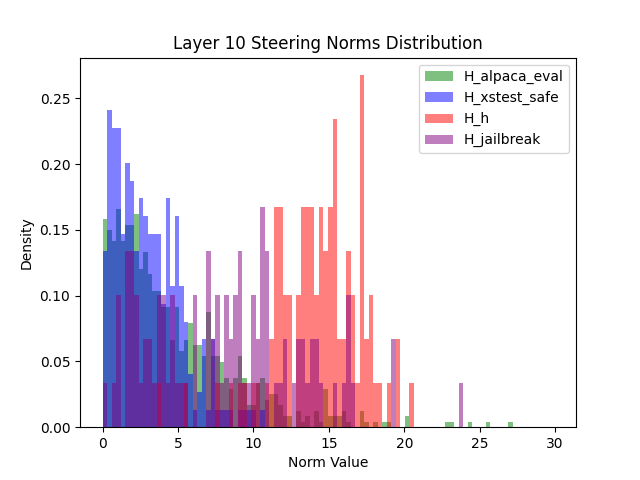 Layer 10 Steering Norms Distribution
H_alpaca_eval
H_xstest_safe
H_h
H_jailbreak
0.25
0.20
0.15
0.10
0.05
0.00
Density
0 5 10 15 20 25 30
Norm Value